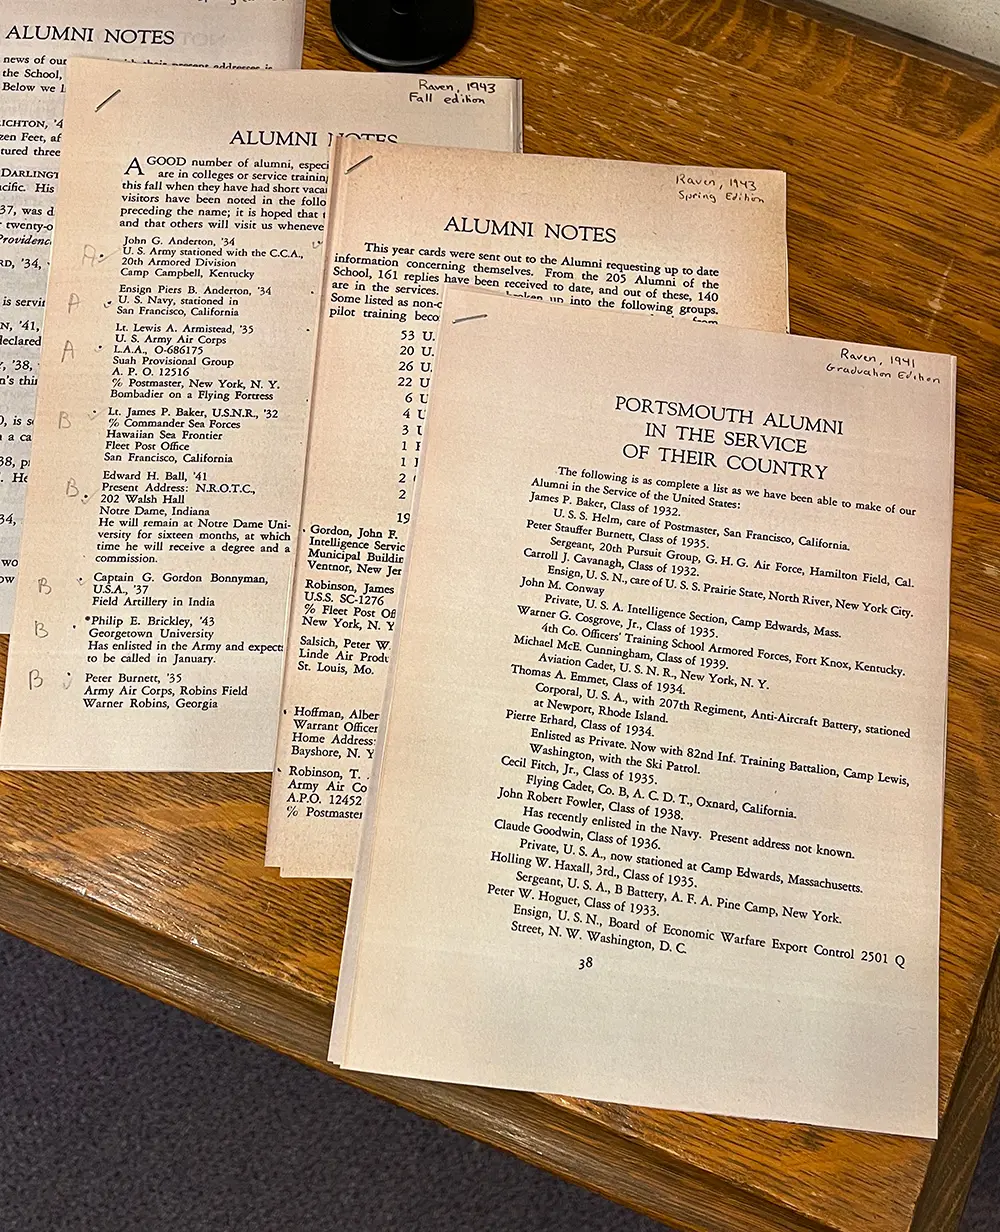 ALUMNI NOTES
news of our
the School,
Below we l
ICHTON, '4
zen Feet, af
tured three
DARLINGT
cific. His
37, was d
twenty-o
Providenc
RD, '34,
is servi
N, '41,
declared
'38,
n's thi
is s
a ca
38, p
He
34,
wo
ow
Raven, 1943
Fall edition
ALUMNI NOTES
A GOOD number of alumni, especi
are in colleges or service training
this fall when they have had short vaca
visitors have been noted in the follo
preceding the name; it is hoped that
and that others will visit us wheneve
A
John G. Anderton, '34
U. S. Army stationed with the C.C.A.,
20th Armored Division
Camp Campbell, Kentucky
A
Ensign Piers B. Anderton, '34
U. S. Navy, stationed in
San Francisco, California
A
Lt. Lewis A. Armistead, '35
U. S. Army Air Corps
L.A.A., O-686175
Suah Provisional Group
A. P. O. 12516
% Postmaster, New York, N. Y.
Bombadier on a Flying Fortress
B
Lt. James P. Baker, U.S.N.R., '32
% Commander Sea Forces
Hawaiian Sea Frontier
Fleet Post Office
San Francisco, California
B
Edward H. Ball, '41
Present Address: N.R.O.T.C.,
202 Walsh Hall
Notre Dame, Indiana
He will remain at Notre Dame Uni-
versity for sixteen months, at which
time he will receive a degree and a
commission.
B
Captain G. Gordon Bonnyman,
U.S.A., '37
Field Artillery in India
B
*Philip E. Brickley, '43
Georgetown University
Has enlisted in the Army and expect
to be called in January.
B
Peter Burnett, '35
Army Air Corps, Robins Field
Warner Robins, Georgia
Raven, 1943
Spring Edition
ALUMNI NOTES
This year cards were sent out to the Alumni requesting up to date
information concerning themselves. From the 205 Alumni of the
School, 161 replies have been received to date, and out of these, 140
are in the services. broken up into the following groups.
Some listed as non-c from
pilot training beco
53 U.
20 U.
26 U
22 U
6 U
4 U
3 U
1
1
2
2
19
Gordon, John F.
Intelligence Servic
Municipal Buildin
Ventnor, New Jer
Robinson, James
U.S.S. SC-1276
% Fleet Post Of
New York, N. Y
Salsich, Peter W
Linde Air Produ
St. Louis, Mo.
Hoffman, Alber
Warrant Officer
Home Address:
Bayshore, N. Y
Robinson, T.
Army Air Co
A.P.O. 12452
% Postmaster
Raven, 1941
Graduation Edition
PORTSMOUTH ALUMNI
IN THE SERVICE
OF THEIR COUNTRY
The following is as complete a list as we have been able to make of our
Alumni in the Service of the United States:
James P. Baker, Class of 1932.
U. S. S. Helm, care of Postmaster, San Francisco, California.
Peter Stauffer Burnett, Class of 1935.
Sergeant, 20th Pursuit Group, G. H. G. Air Force, Hamilton Field, Cal.
Carroll J. Cavanagh, Class of 1932.
Ensign, U. S. N., care of U. S. S. Prairie State, North River, New York City.
John M. Conway
Private, U. S. A. Intelligence Section, Camp Edwards, Mass.
Warner G. Cosgrove, Jr., Class of 1935.
4th Co. Officers' Training School Armored Forces, Fort Knox, Kentucky.
Michael McE. Cunningham, Class of 1939.
Aviation Cadet, U. S. N. R., New York, N. Y.
Thomas A. Emmet, Class of 1934.
Corporal, U. S. A., with 207th Regiment, Anti-Aircraft Battery, stationed
at Newport, Rhode Island.
Pierre Erhard, Class of 1934.
Enlisted as Private. Now with 82nd Inf. Training Battalion, Camp Lewis,
Washington, with the Ski Patrol.
Cecil Fitch, Jr., Class of 1935.
Flying Cadet, Co. B, A. C. D. T., Oxnard, California.
John Robert Fowler, Class of 1938.
Has recently enlisted in the Navy. Present address not known.
Claude Goodwin, Class of 1936.
Private, U. S. A., now stationed at Camp Edwards, Massachusetts.
Holling W. Haxall, 3rd., Class of 1935.
Sergeant, U. S. A., B Battery, A. F. A. Pine Camp, New York.
Peter W. Hoguet, Class of 1933.
Ensign, U. S. N., Board of Economic Warfare Export Control 2501 Q
Street, N. W. Washington, D. C.
38